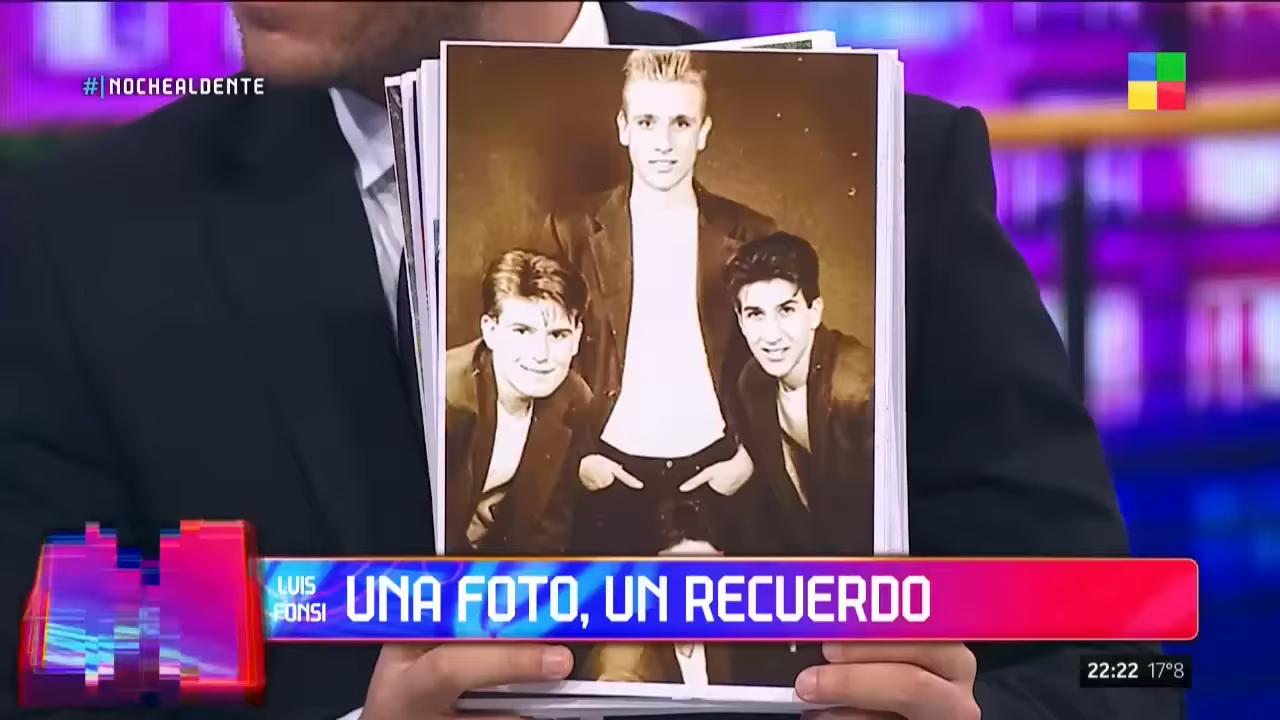 #|NOCHEALDENTE
LUIS
FONSI
UNA FOTO, UN RECUERDO
22:22 17°8